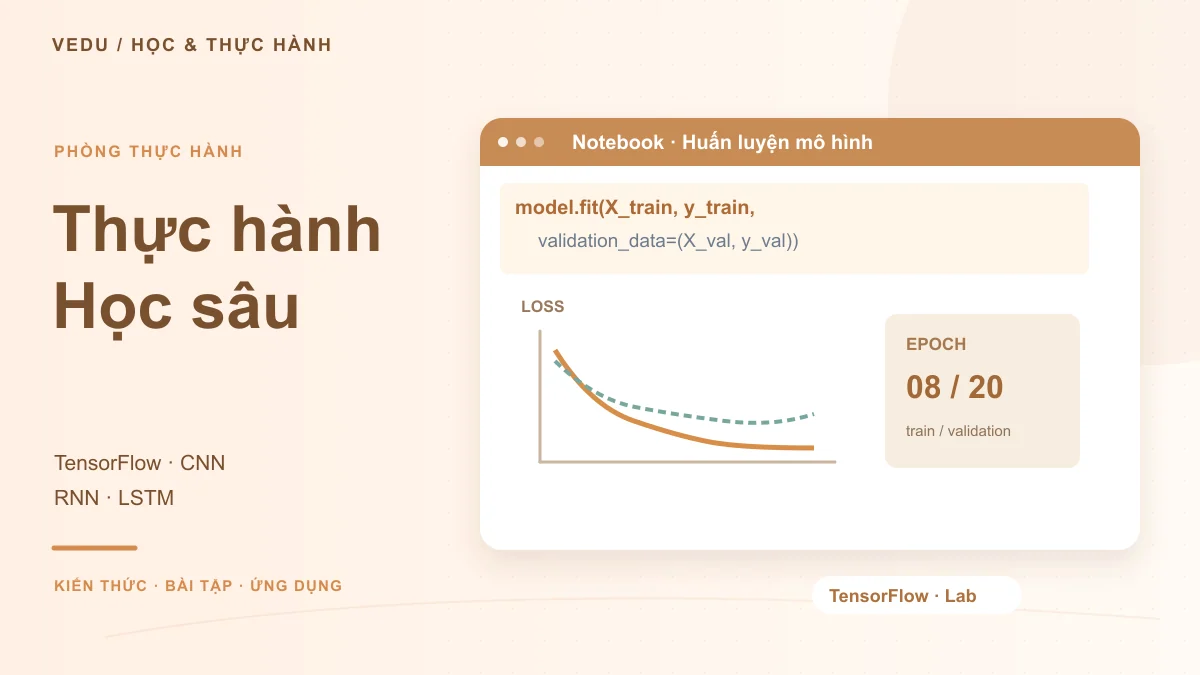 VEDU / HỌC & THỰC HÀNH
PHÒNG THỰC HÀNH
Thực hành
Học sâu
TensorFlow · CNN
RNN · LSTM
KIẾN THỨC · BÀI TẬP · ỨNG DỤNG
Notebook · Huấn luyện mô hình
model.fit(X_train, y_train,
validation_data=(X_val, y_val))
LOSS
EPOCH
08 / 20
train / validation
TensorFlow · Lab